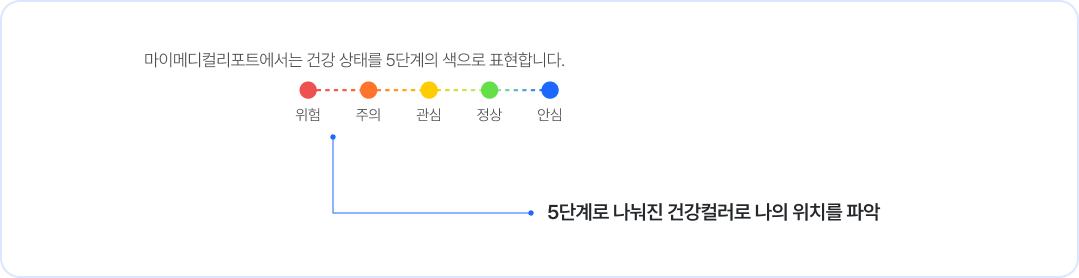 마이메디컬리포트에서는 건강 상태를 5단계의 색으로 표현합니다.
위험 주의 관심 정상 안심
5단계로 나눠진 건강컬러로 나의 위치를 파악